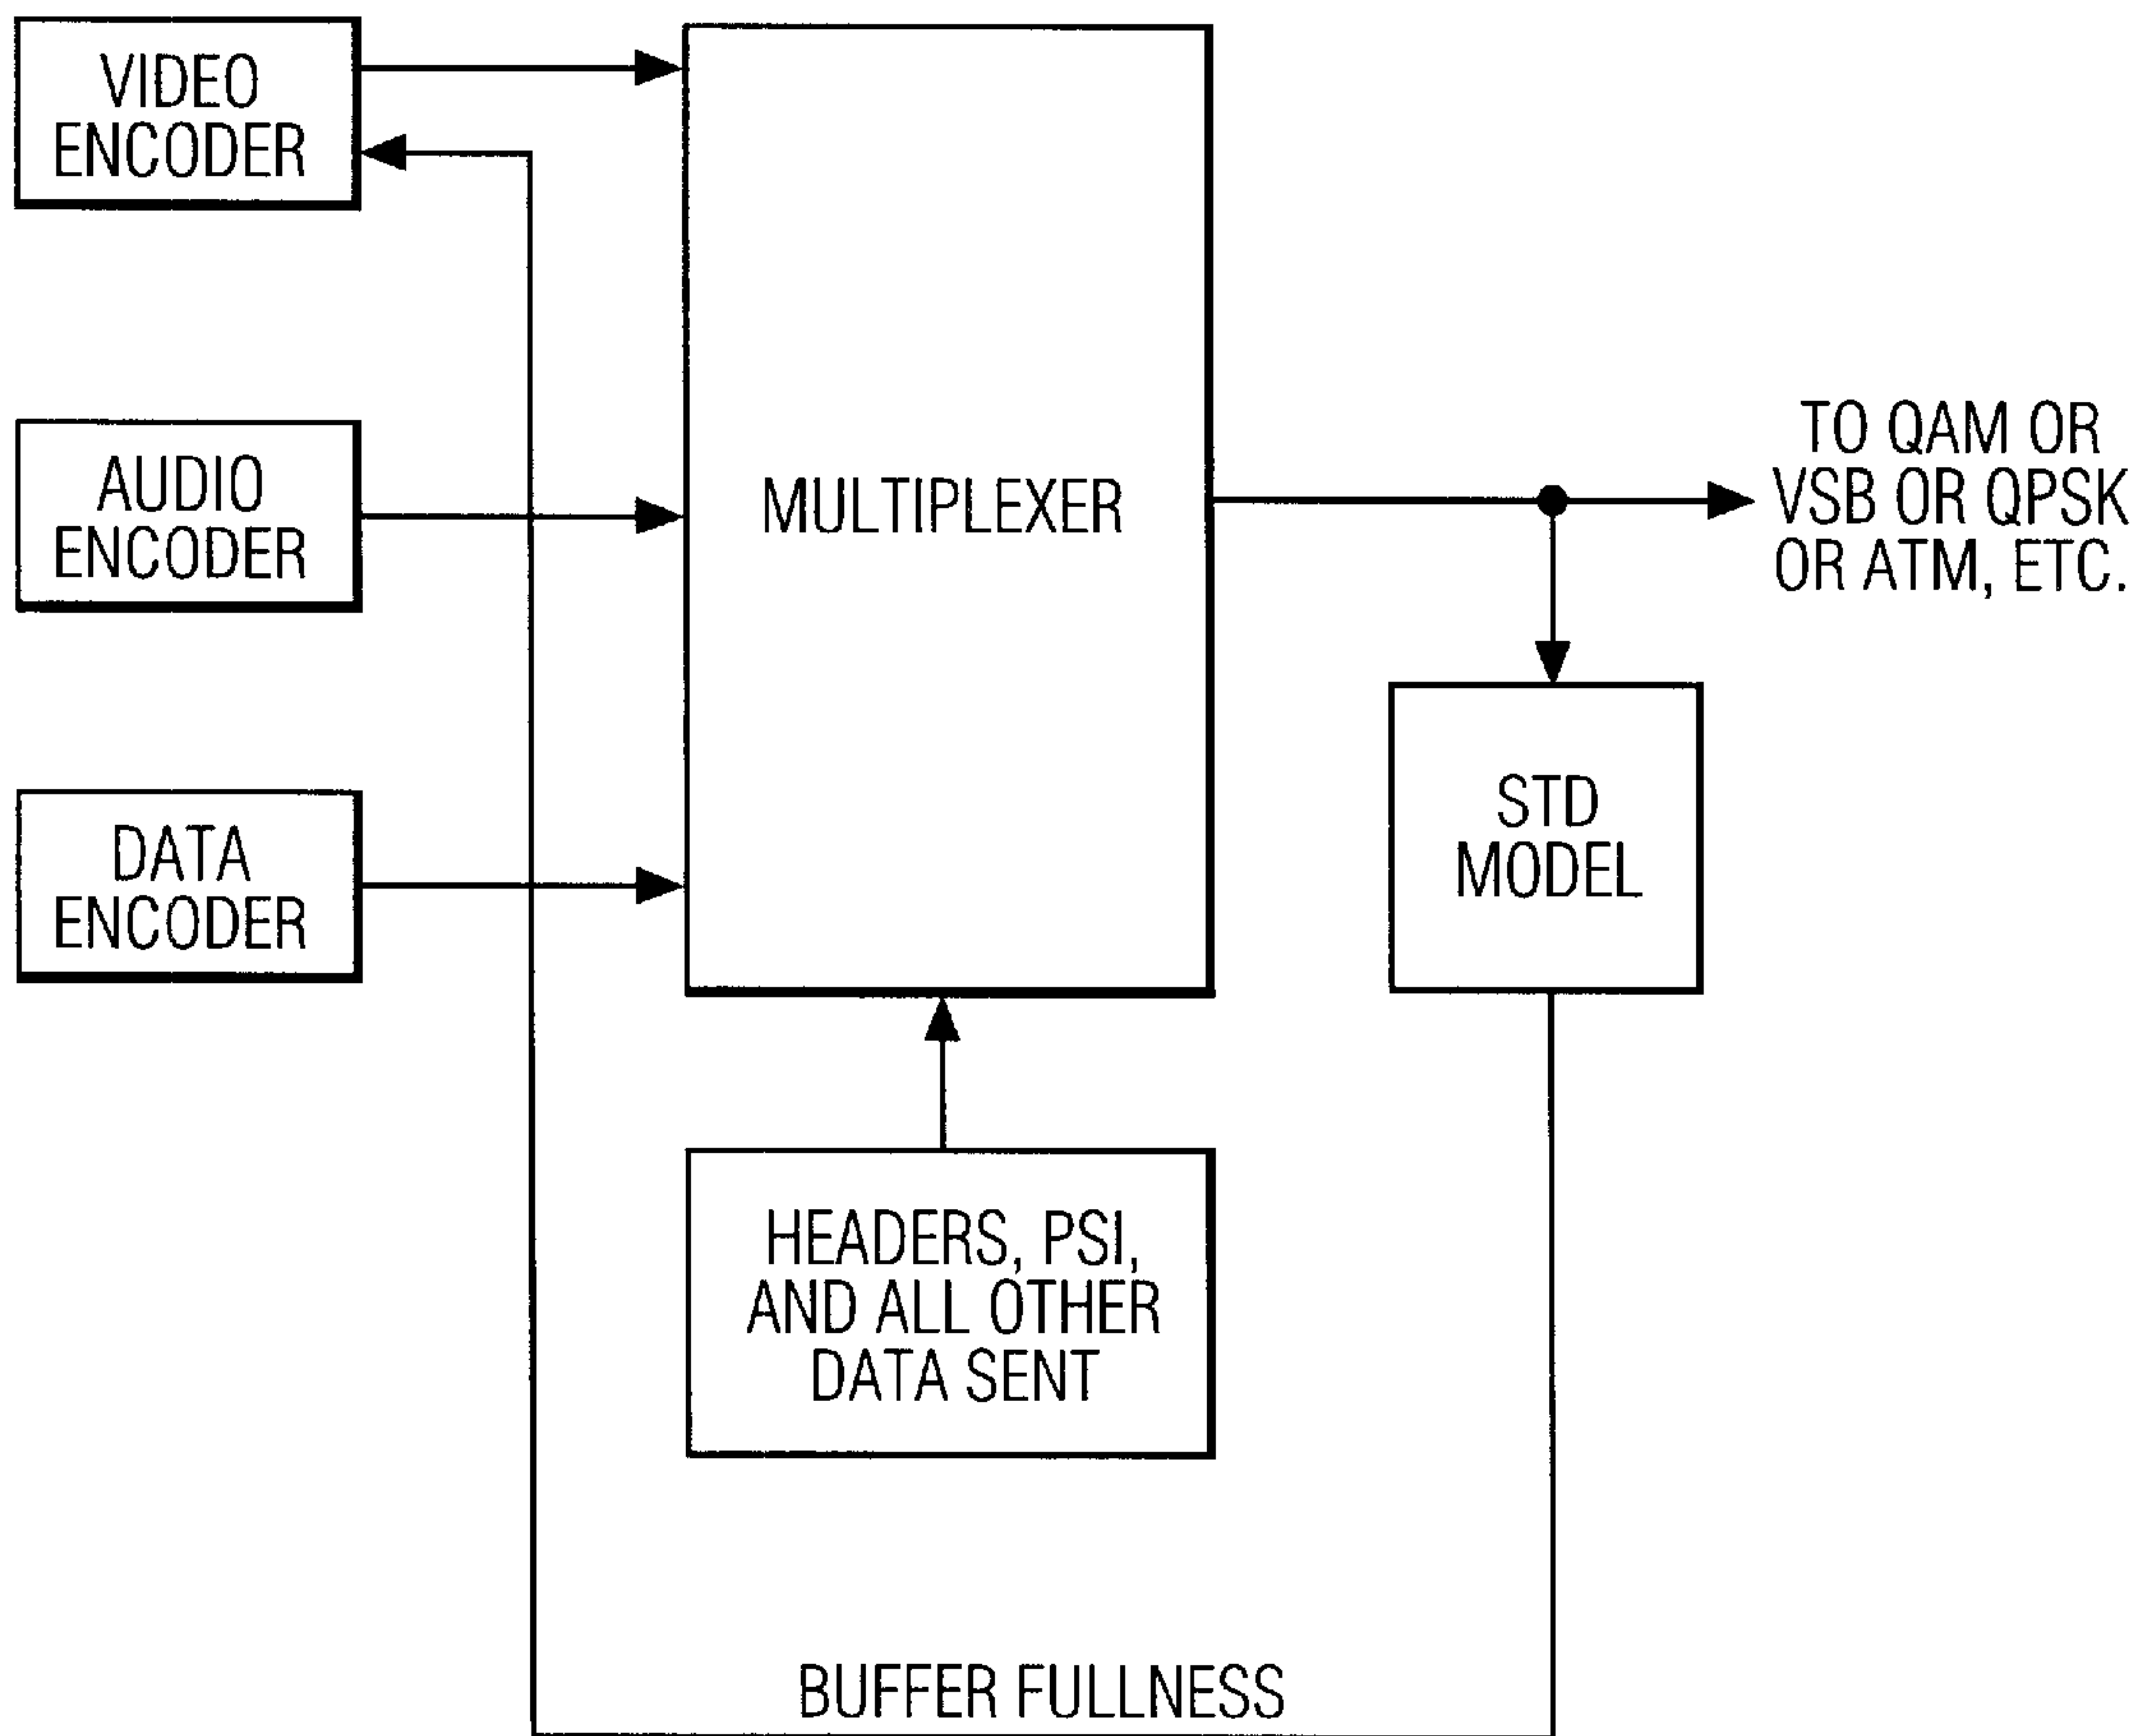 VIDEO
ENCODER
AUDIO
ENCODER
DATA
ENCODER
MULTIPLEXER
TO QAM OR
VSB OR QPSK
OR ATM, ETC.
STD
MODEL
HEADERS, PSI,
AND ALL OTHER
DATA SENT
BUFFER FULLNESS